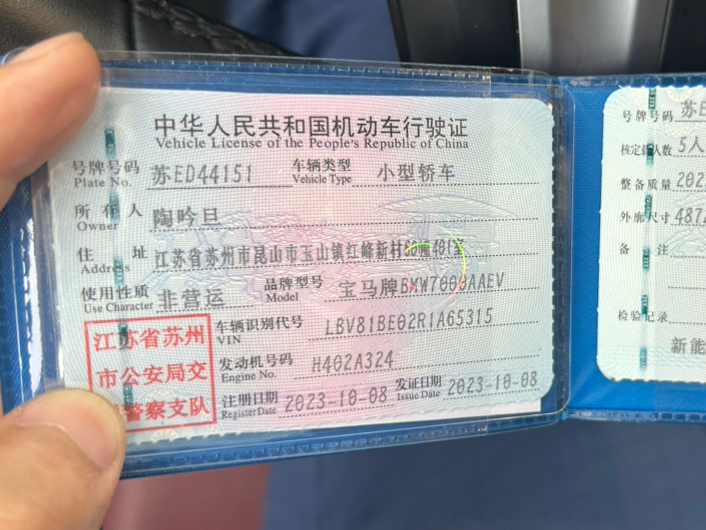 中华人民共和国机动车行驶证
Vehicle License of the People's Republic of China
号牌号码 Plate No. 苏ED44151 车辆类型 Vehicle Type 小型轿车
所有人 Owner 陶吟旦
住址 Address 江苏省苏州市昆山市玉山镇红峰新村 401室
使用性质 Use Character 非营运 品牌型号 Model 宝马牌BMW7000AAEV
车辆识别代号 VIN LBV81BE02R1A65315
发动机号码 Engine No. H402A324
注册日期 Register Date 2023-10-08 发证日期 Issue Date 2023-10-08
江苏省苏州
市公安局交
警察支队
号牌号码 苏E
核定载人数 5人
整备质量 202
外廓尺寸 487
备注
检验记录
新能